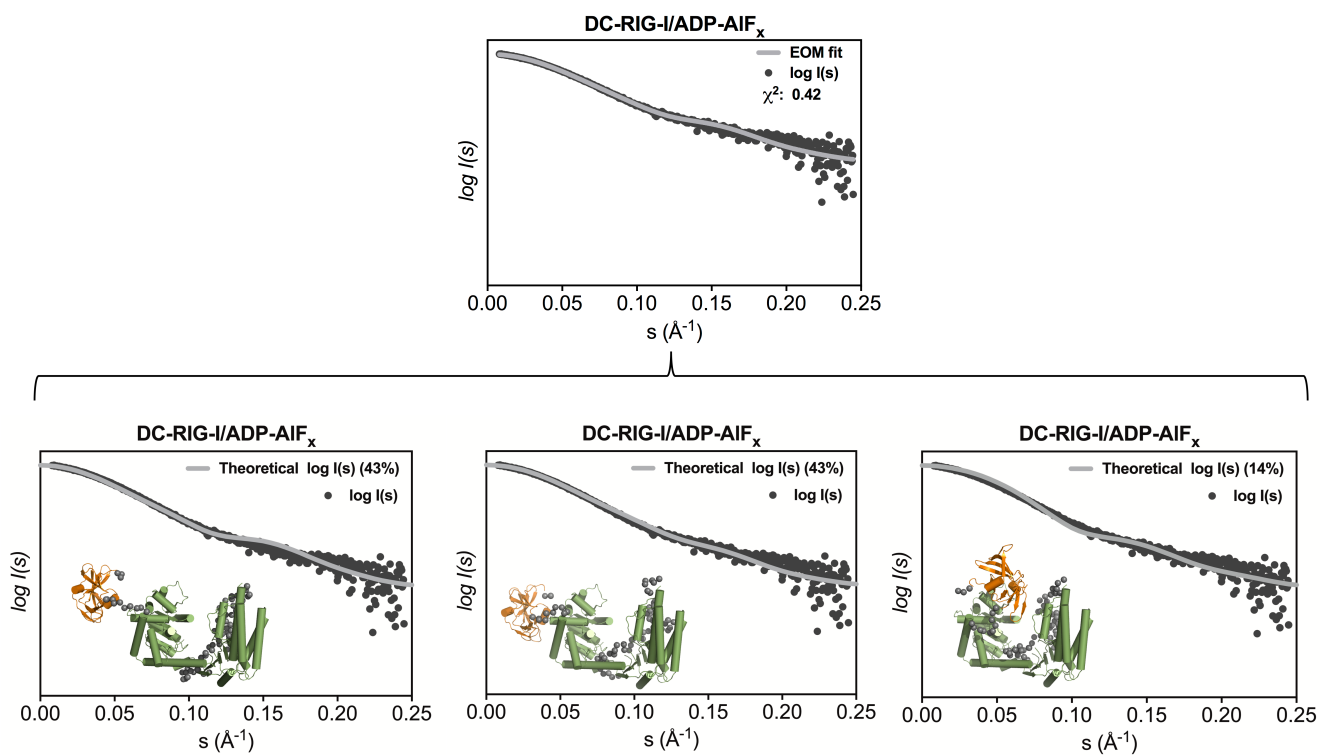 DC-RIG-I/ADP-AlFx
EOM fit
log I(s)
χ2: 0.42
log I(s)
0.00 0.05 0.10 0.15 0.20 0.25
s (Å-1)
DC-RIG-I/ADP-AlFx
Theoretical log I(s) (43%)
log I(s)
log I(s)
0.00 0.05 0.10 0.15 0.20 0.25
s (Å-1)
DC-RIG-I/ADP-AlFx
Theoretical log I(s) (43%)
log I(s)
log I(s)
0.00 0.05 0.10 0.15 0.20 0.25
s (Å-1)
DC-RIG-I/ADP-AlFx
Theoretical log I(s) (14%)
log I(s)
log I(s)
0.00 0.05 0.10 0.15 0.20 0.25
s (Å-1)